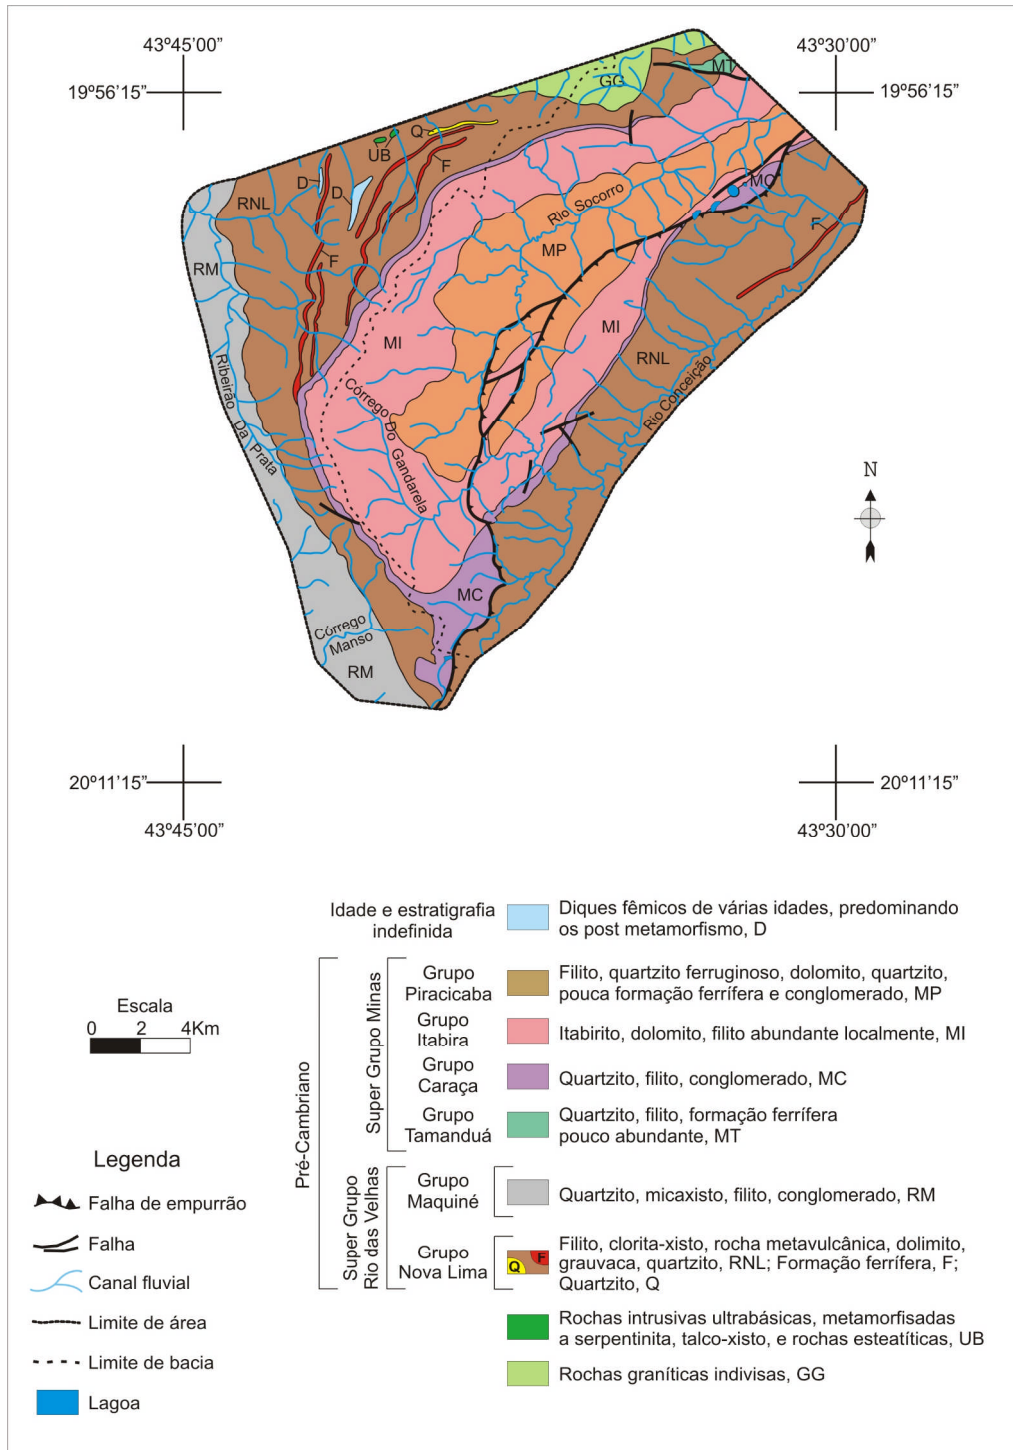 43º45’00”
43º30’00”
19º56’15”
19º56’15”
MT
GG
Q
UB
F
D
D
MC
RNL
Rio Socorro
F
MP
F
RM
MI
MI
RNL
Ribeirão Da Prata
Córrego Do Gandarela
Rio Conceição
N
MC
Córrego
Manso
RM
20º11’15”
20º11’15”
43º45’00”
43º30’00”
Idade e estratigrafia
indefinida
Diques fêmicos de várias idades, predominando
os post metamorfismo, D
Escala
0 2 4Km
Pré-Cambriano
Super Grupo Minas
Grupo
Piracicaba
Filito, quartzito ferruginoso, dolomito, quartzito,
pouca formação ferrífera e conglomerado, MP
Grupo
Itabira
Itabirito, dolomito, filito abundante localmente, MI
Grupo
Caraça
Quartzito, filito, conglomerado, MC
Grupo
Tamanduá
Quartzito, filito, formação ferrífera
pouco abundante, MT
Super Grupo
Rio das Velhas
Grupo
Maquiné
Quartzito, micaxisto, filito, conglomerado, RM
Grupo
Nova Lima
Q
F
Filito, clorita-xisto, rocha metavulcânica, dolimito,
grauvaca, quartzito, RNL; Formação ferrífera, F;
Quartzito, Q
Rochas intrusivas ultrabásicas, metamorfisadas
a serpentinita, talco-xisto, e rochas esteatíticas, UB
Rochas graníticas indivisas, GG
Legenda
Falha de empurrão
Falha
Canal fluvial
Limite de área
Limite de bacia
Lagoa